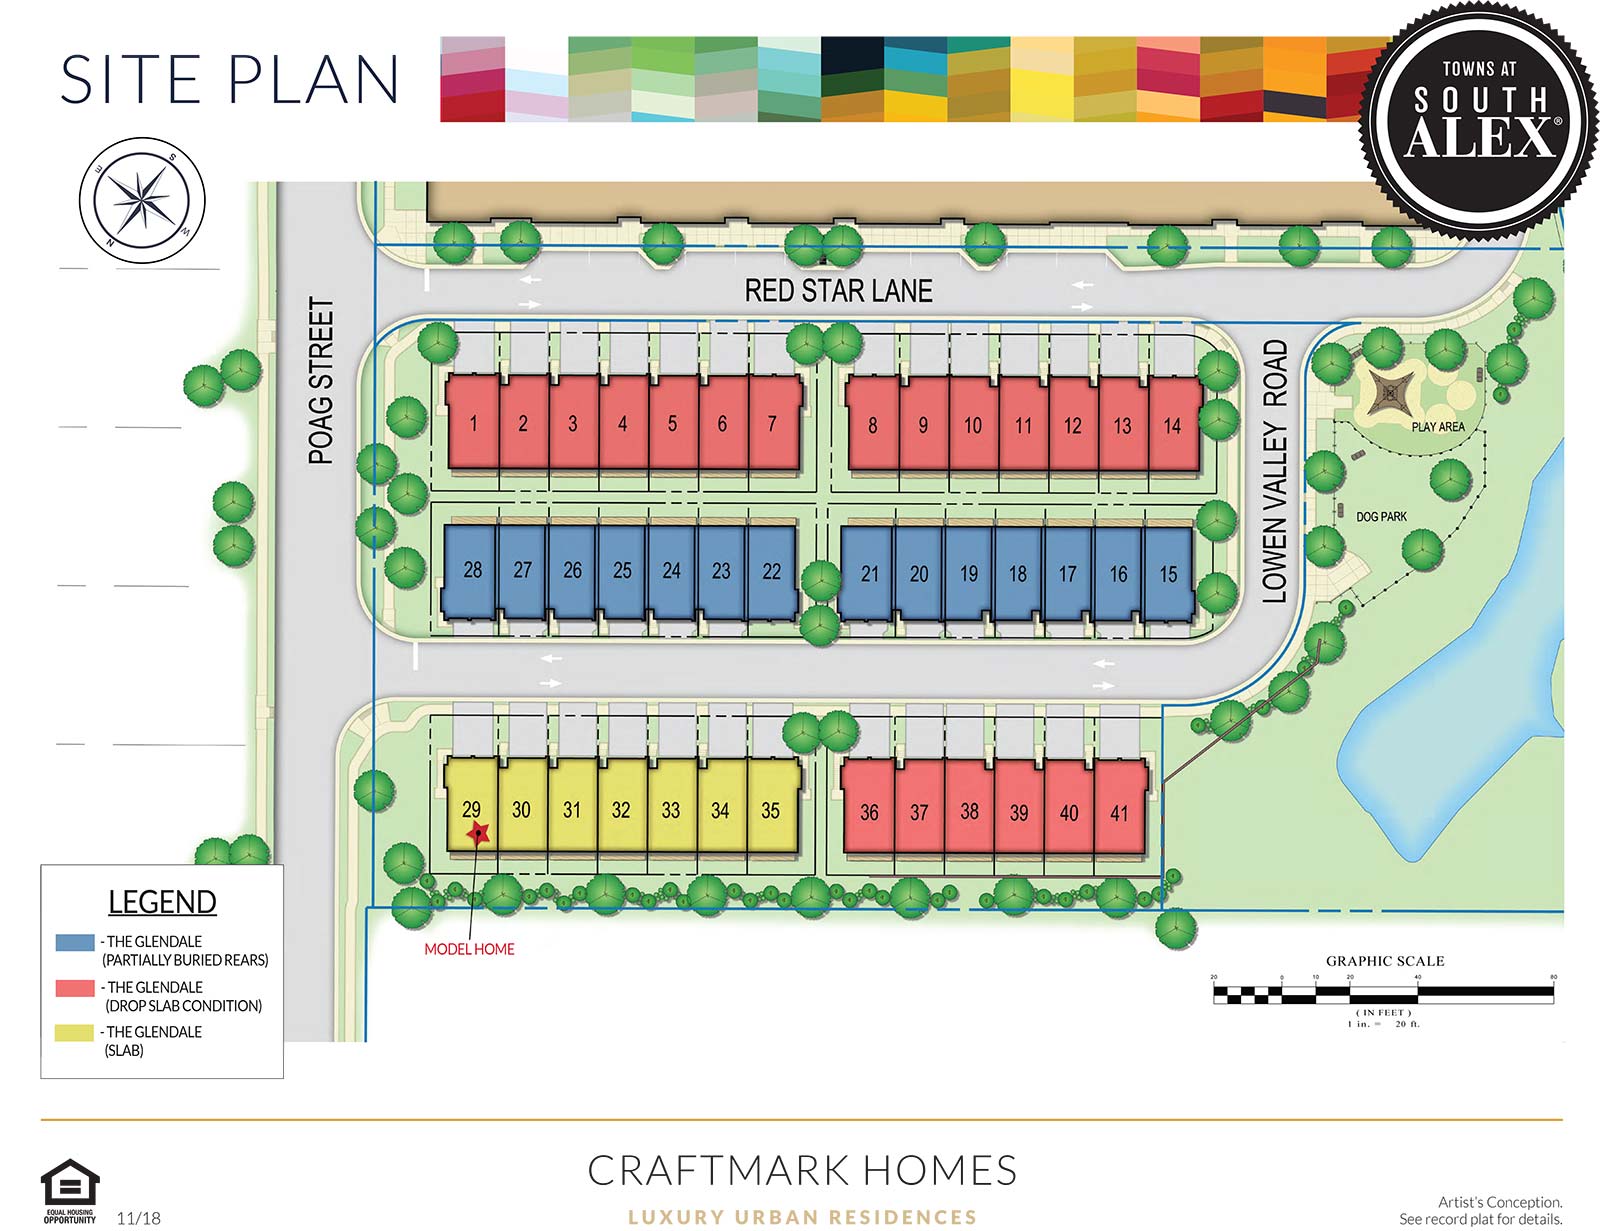 SITE PLAN
TOWNS AT
SOUTH
ALEX®
S
E
W
N
RED STAR LANE
POAG STREET
LOWEN VALLEY ROAD
1 2 3 4 5 6 7 8 9 10 11 12 13 14
PLAY AREA
DOG PARK
28 27 26 25 24 23 22 21 20 19 18 17 16 15
29 30 31 32 33 34 35 36 37 38 39 40 41
MODEL HOME
LEGEND
- THE GLENDALE
(PARTIALLY BURIED REARS)
- THE GLENDALE
(DROP SLAB CONDITION)
- THE GLENDALE
(SLAB)
GRAPHIC SCALE
20 0 10 20 40 80
( IN FEET )
1 in. = 20 ft.
CRAFTMARK HOMES
LUXURY URBAN RESIDENCES
EQUAL HOUSING
OPPORTUNITY
11/18
Artist's Conception.
See record plat for details.